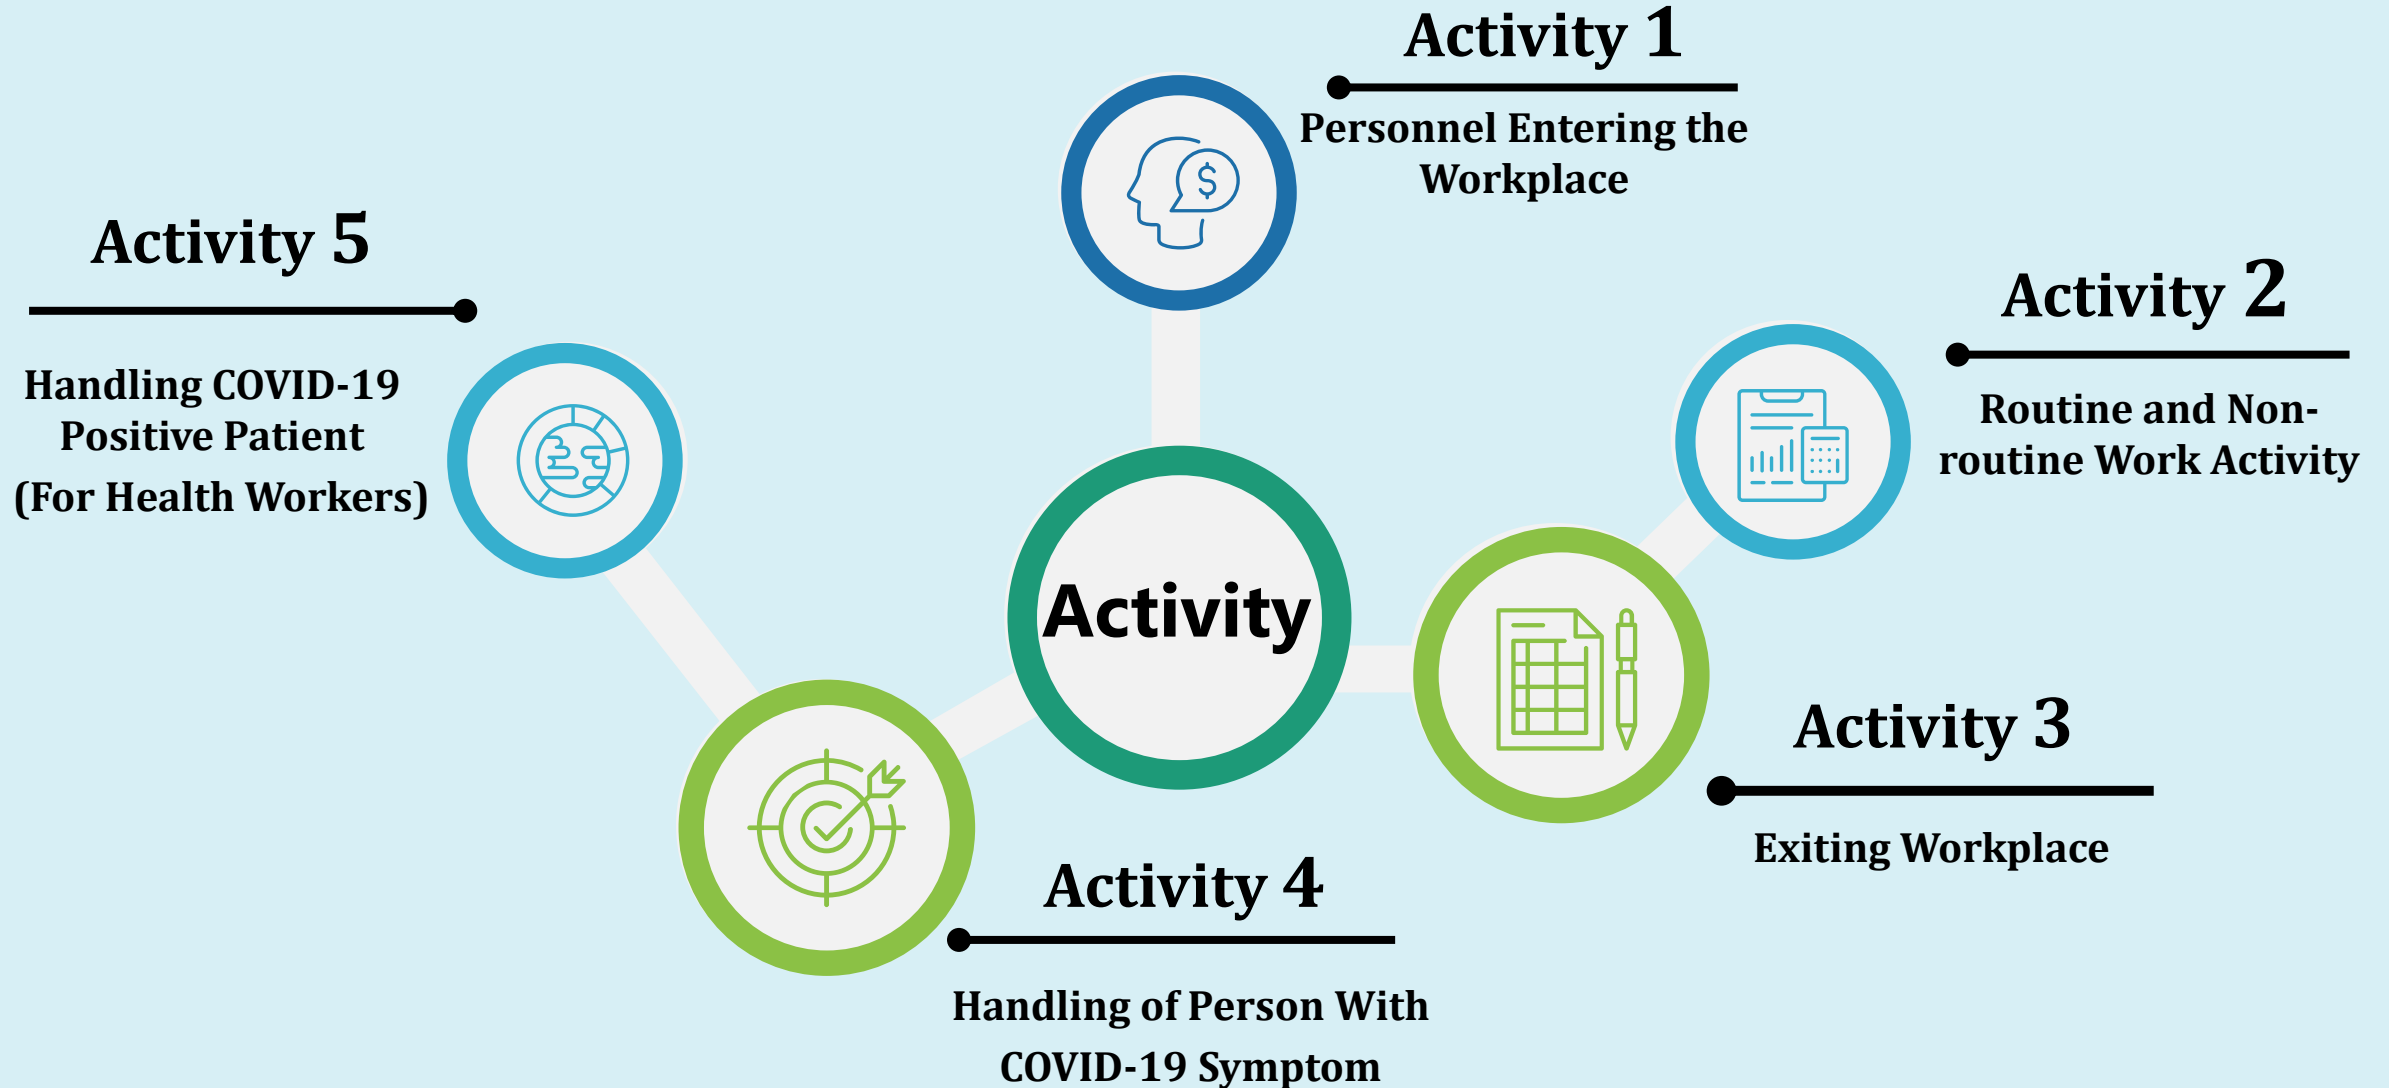 Activity 1
Personnel Entering the
Workplace
Activity 2
Routine and Non-
routine Work Activity
Activity 3
Exiting Workplace
Activity 4
Handling of Person With
COVID-19 Symptom
Activity 5
Handling COVID-19
Positive Patient
(For Health Workers)
Activity
$